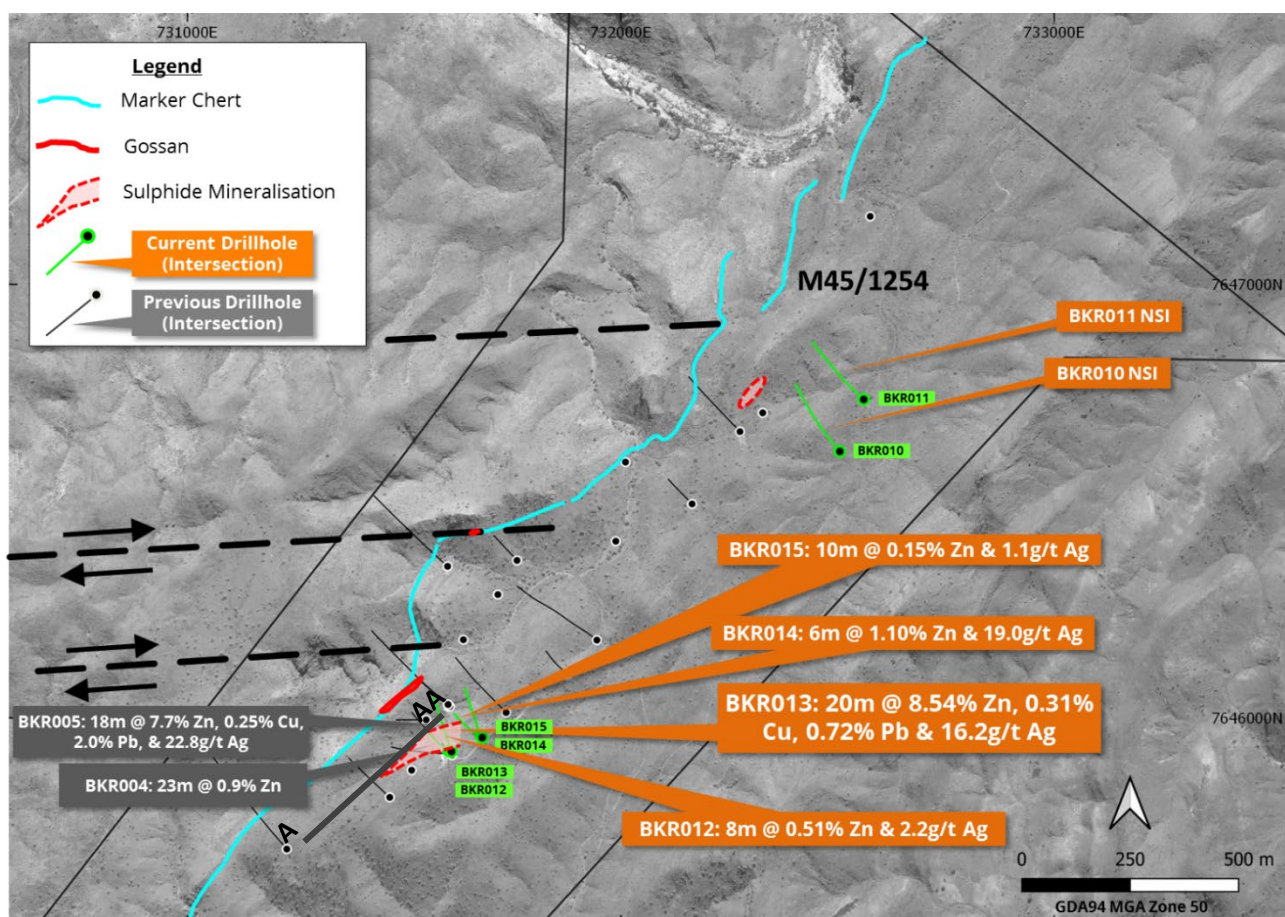 731000E
732000E
733000E
Legend
Marker Chert
Gossan
Sulphide Mineralisation
Current Drillhole
(Intersection)
Previous Drillhole
(Intersection)
M45/1254
7647000N
BKR011 NSI
BKR010 NSI
BKR011
BKR010
BKR015: 10m @ 0.15% Zn & 1.1g/t Ag
BKR014: 6m @ 1.10% Zn & 19.0g/t Ag
BKR013: 20m @ 8.54% Zn, 0.31%
Cu, 0.72% Pb & 16.2g/t Ag
7646000N
AA
BKR005: 18m @ 7.7% Zn, 0.25% Cu,
2.0% Pb, & 22.8g/t Ag
BKR015
BKR014
BKR013
BKR012
BKR004: 23m @ 0.9% Zn
A
BKR012: 8m @ 0.51% Zn & 2.2g/t Ag
0 250 500 m
GDA94 MGA Zone 50